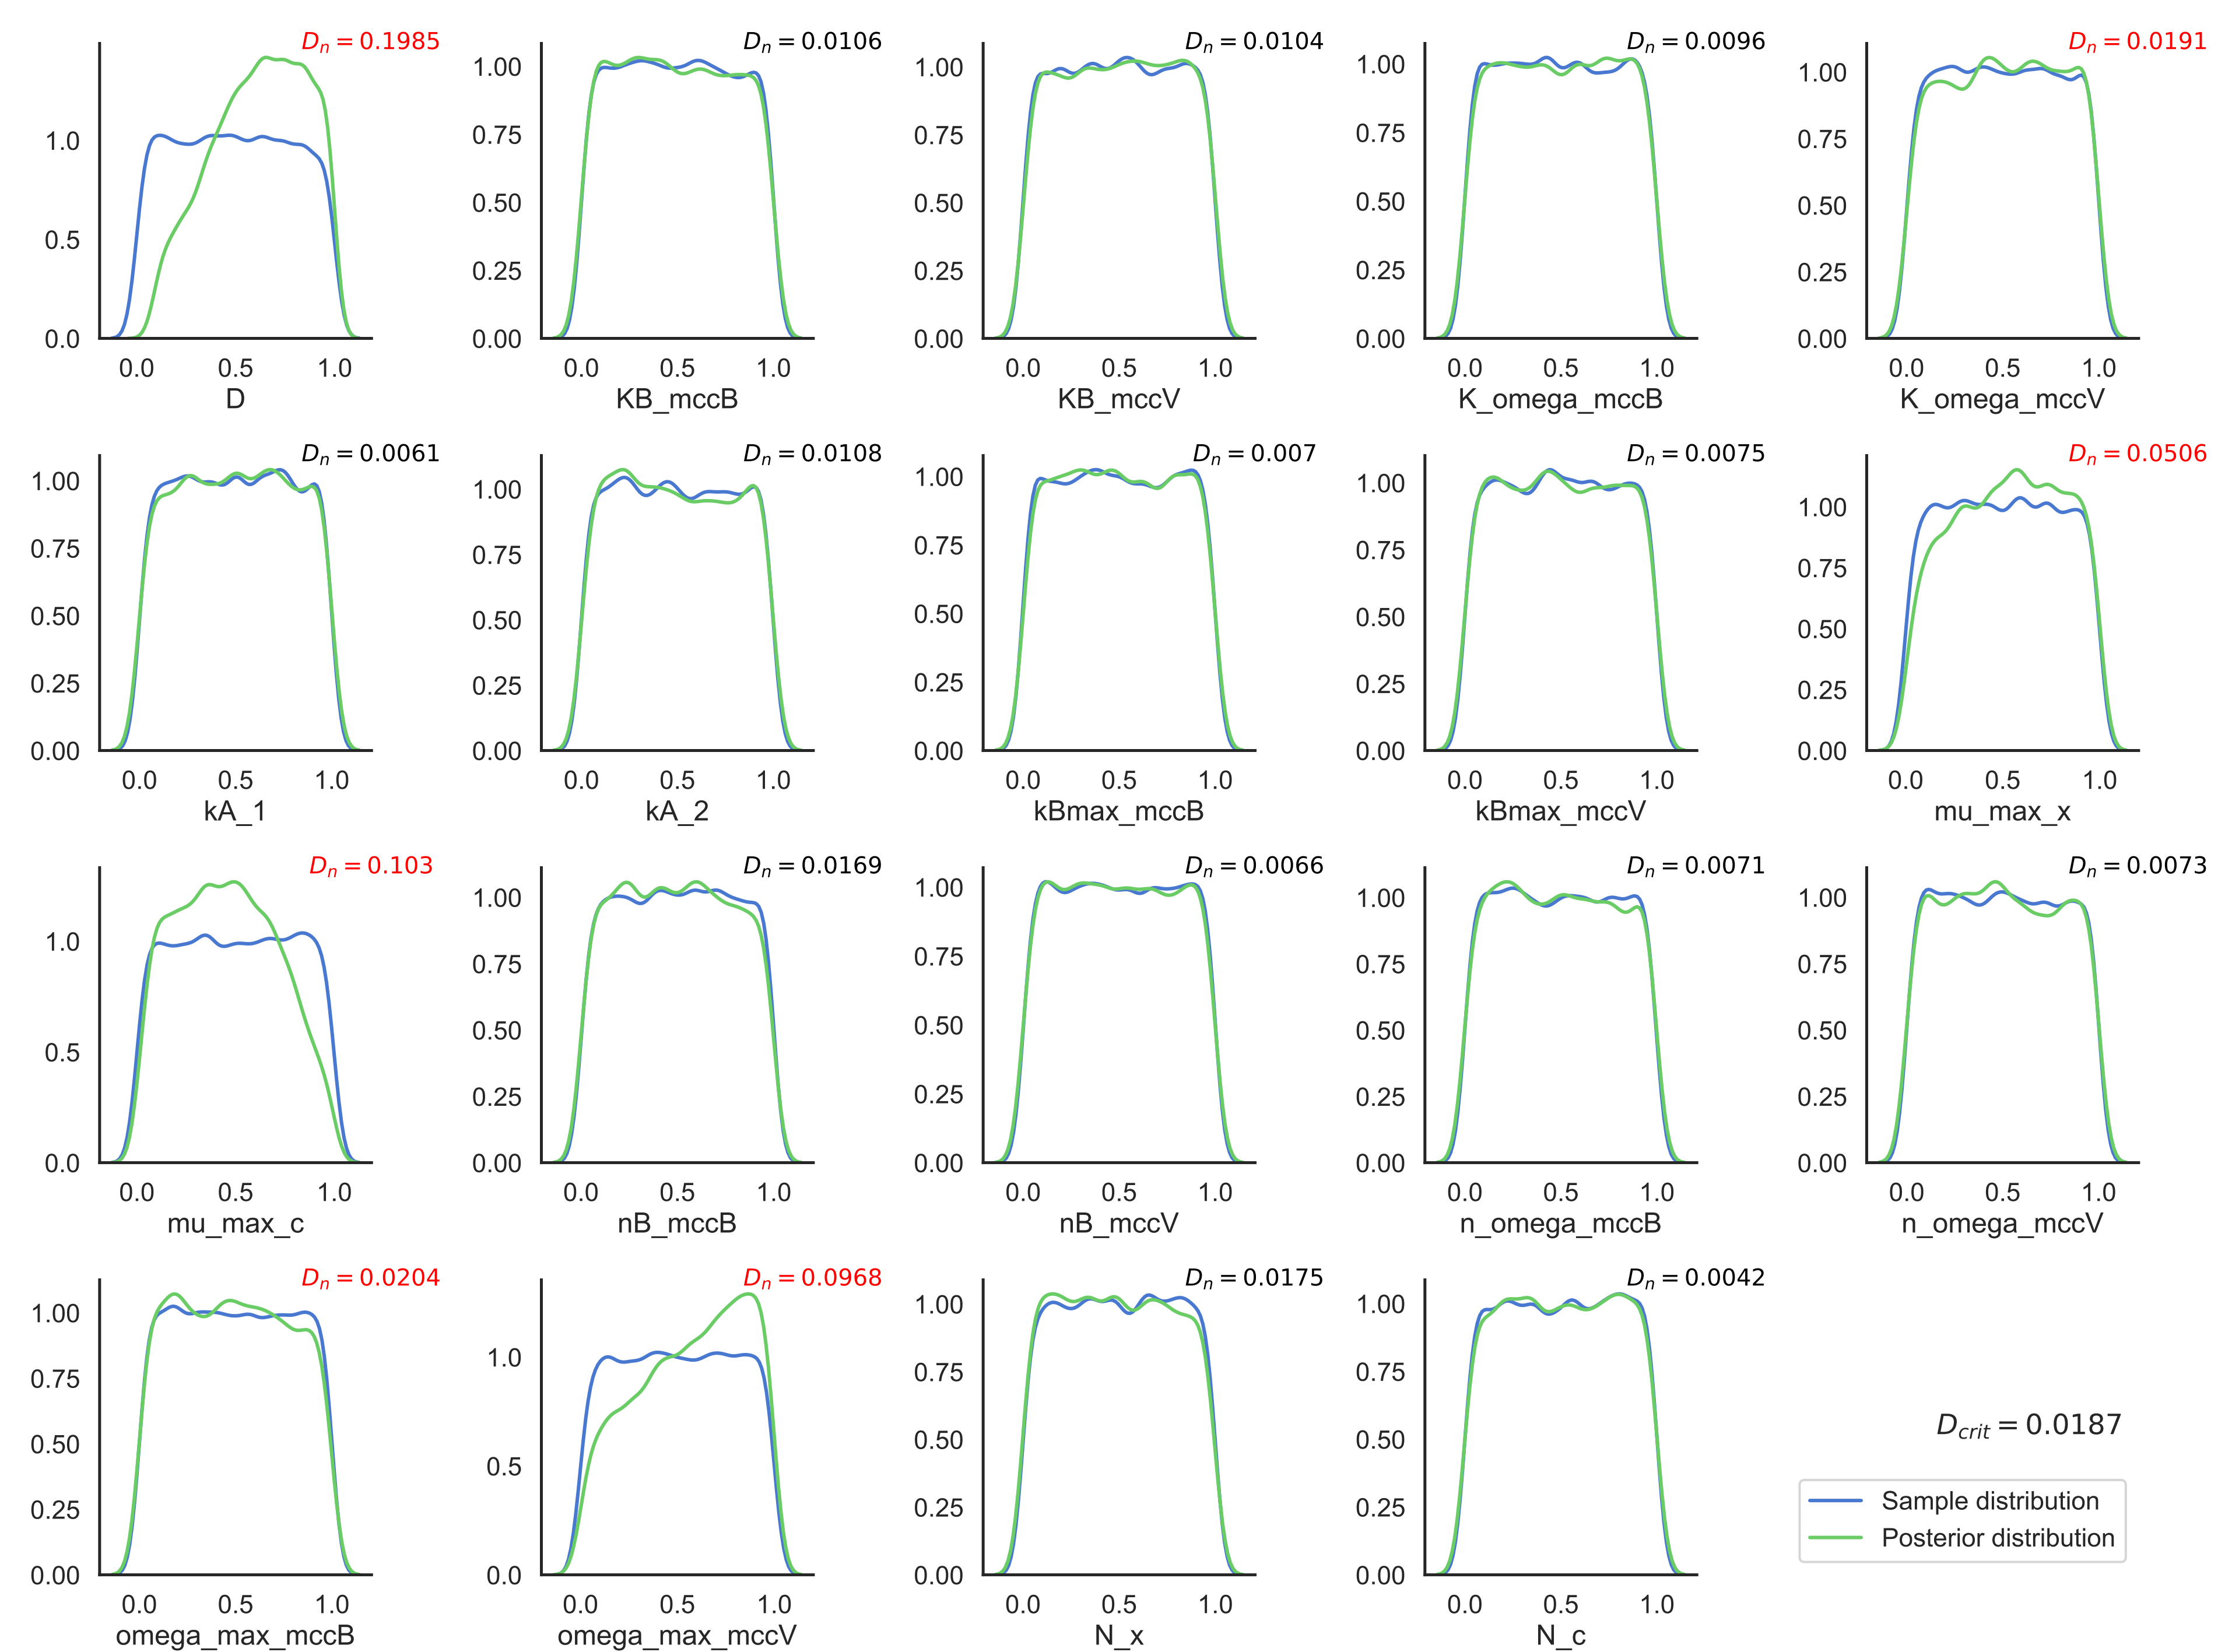 D_n = 0.1985
1.0
0.5
0.0
0.0 0.5 1.0
D
D_n = 0.0106
1.00
0.75
0.50
0.25
0.00
0.0 0.5 1.0
KB_mccB
D_n = 0.0104
1.00
0.75
0.50
0.25
0.00
0.0 0.5 1.0
KB_mccV
D_n = 0.0096
1.00
0.75
0.50
0.25
0.00
0.0 0.5 1.0
K_omega_mccB
D_n = 0.0191
1.00
0.75
0.50
0.25
0.00
0.0 0.5 1.0
K_omega_mccV
D_n = 0.0061
1.00
0.75
0.50
0.25
0.00
0.0 0.5 1.0
kA_1
D_n = 0.0108
1.00
0.75
0.50
0.25
0.00
0.0 0.5 1.0
kA_2
D_n = 0.007
1.00
0.75
0.50
0.25
0.00
0.0 0.5 1.0
kBmax_mccB
D_n = 0.0075
1.00
0.75
0.50
0.25
0.00
0.0 0.5 1.0
kBmax_mccV
D_n = 0.0506
1.00
0.75
0.50
0.25
0.00
0.0 0.5 1.0
mu_max_x
D_n = 0.103
1.0
0.5
0.0
0.0 0.5 1.0
mu_max_c
D_n = 0.0169
1.00
0.75
0.50
0.25
0.00
0.0 0.5 1.0
nB_mccB
D_n = 0.0066
1.00
0.75
0.50
0.25
0.00
0.0 0.5 1.0
nB_mccV
D_n = 0.0071
1.00
0.75
0.50
0.25
0.00
0.0 0.5 1.0
n_omega_mccB
D_n = 0.0073
1.00
0.75
0.50
0.25
0.00
0.0 0.5 1.0
n_omega_mccV
D_n = 0.0204
1.00
0.75
0.50
0.25
0.00
0.0 0.5 1.0
omega_max_mccB
D_n = 0.0968
1.0
0.5
0.0
0.0 0.5 1.0
omega_max_mccV
D_n = 0.0175
1.00
0.75
0.50
0.25
0.00
0.0 0.5 1.0
N_x
D_n = 0.0042
1.00
0.75
0.50
0.25
0.00
0.0 0.5 1.0
N_c
D_crit = 0.0187
Sample distribution
Posterior distribution